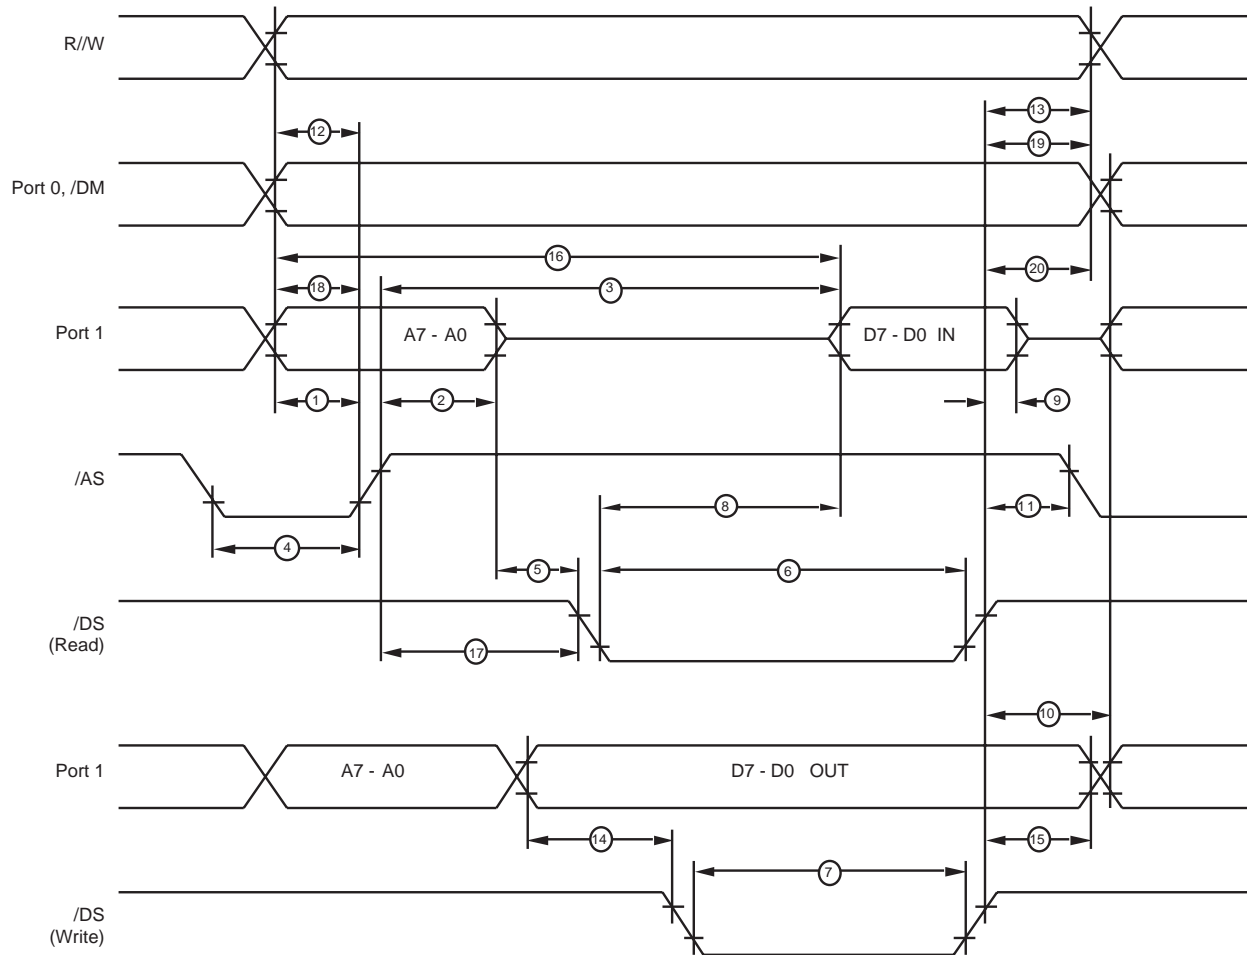 R//W
13
12
19
Port 0, /DM
16
20
18
3
Port 1
A7 - A0
D7 - D0 IN
1
2
9
/AS
8
11
4
5
6
/DS
(Read)
17
10
Port 1
A7 - A0
D7 - D0 OUT
14
15
7
/DS
(Write)